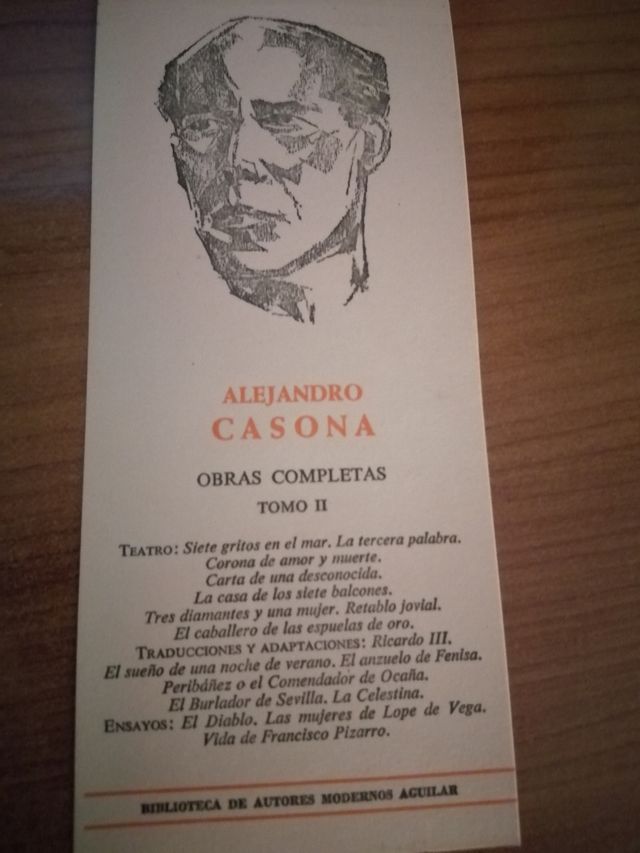 ALEJANDRO
CASONA
OBRAS COMPLETAS
TOMO II
TEATRO: Siete gritos en el mar. La tercera palabra.
Corona de amor y muerte.
Carta de una desconocida.
La casa de los siete balcones.
Tres diamantes y una mujer. Retablo jovial.
El caballero de las espuelas de oro.
TRADUCCIONES Y ADAPTACIONES: Ricardo III.
El sueño de una noche de verano. El anzuelo de Fenisa.
Peribáñez o el Comendador de Ocaña.
El Burlador de Sevilla. La Celestina.
ENSAYOS: El Diablo. Las mujeres de Lope de Vega.
Vida de Francisco Pizarro.
BIBLIOTECA DE AUTORES MODERNOS AGUILAR